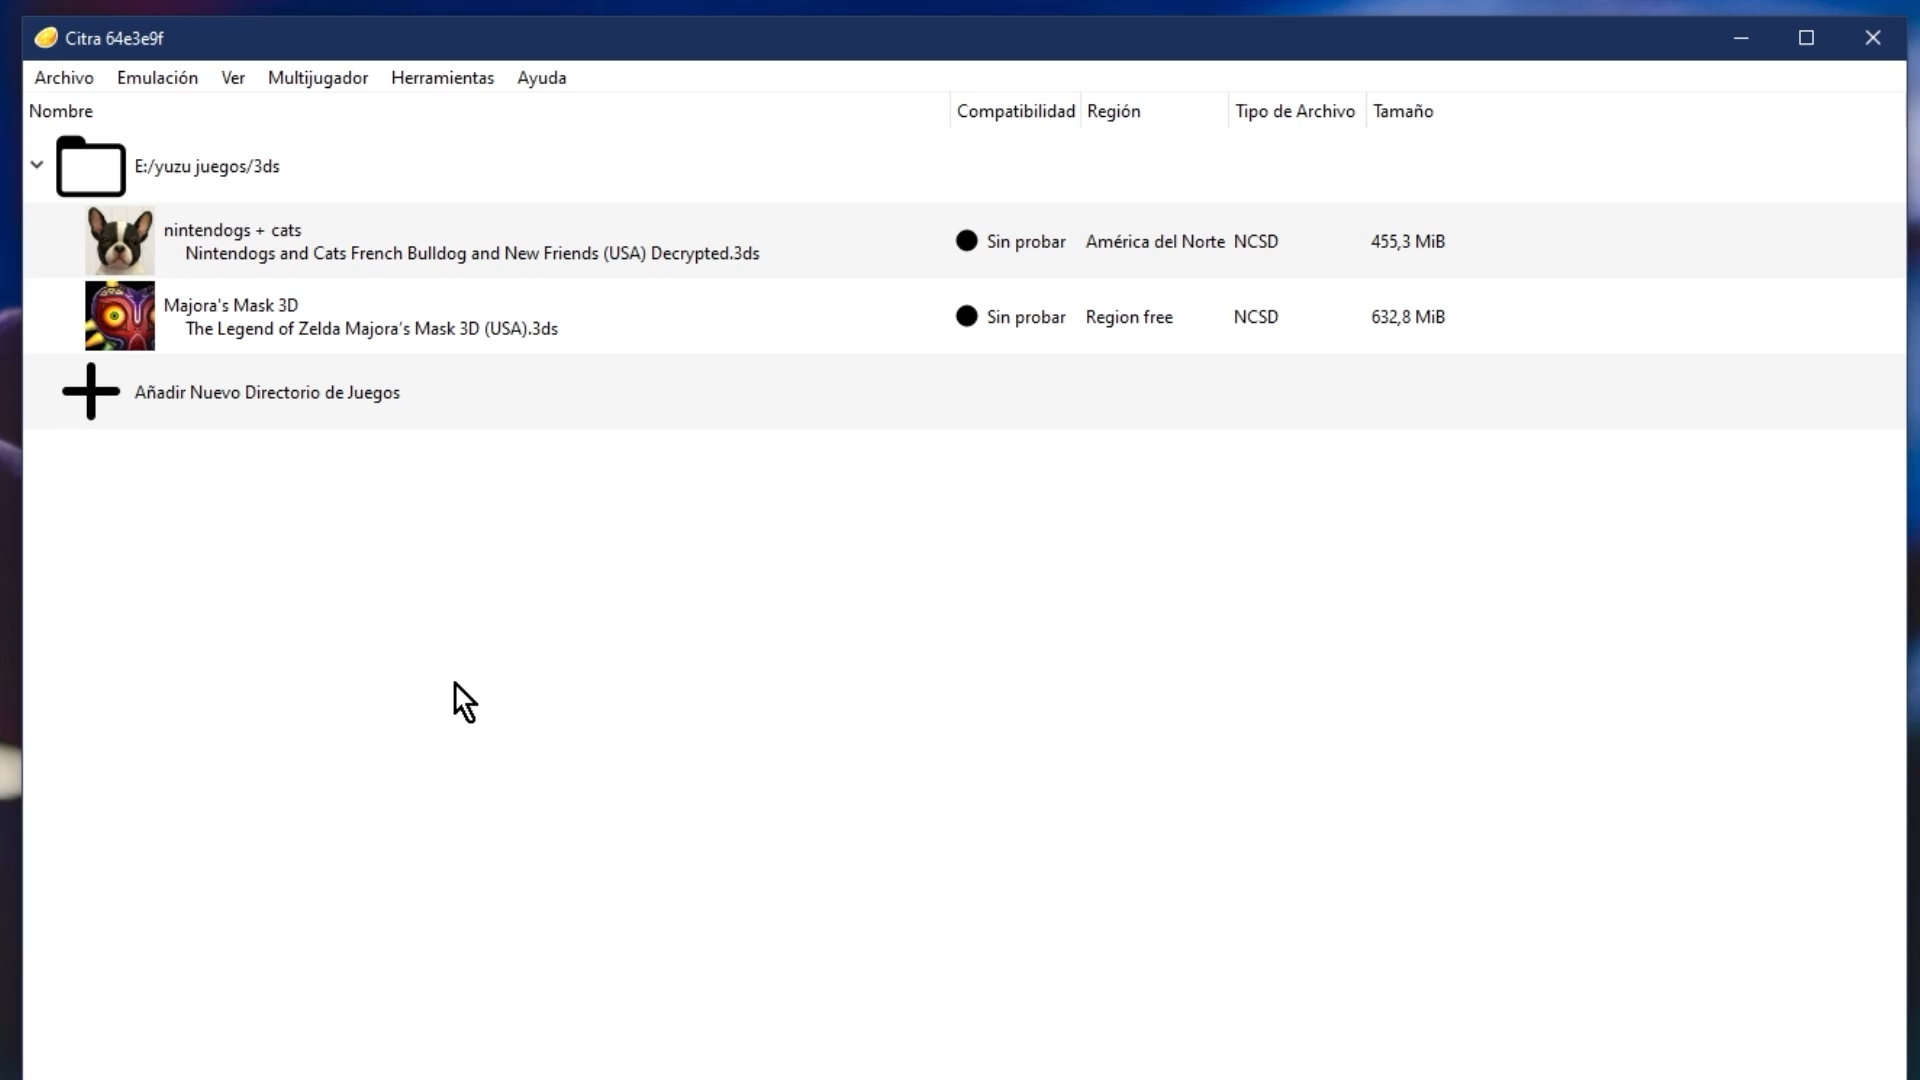 Citra 64e3e9f
Archivo Emulación Ver Multijugador Herramientas Ayuda
Nombre Compatibilidad Región Tipo de Archivo Tamaño
E:/yuzu juegos/3ds
nintendogs + cats
Nintendogs and Cats French Bulldog and New Friends (USA) Decrypted.3ds
Sin probar América del Norte NCSD 455,3 MiB
Majora's Mask 3D
The Legend of Zelda Majora's Mask 3D (USA).3ds
Sin probar Region free NCSD 632,8 MiB
Añadir Nuevo Directorio de Juegos